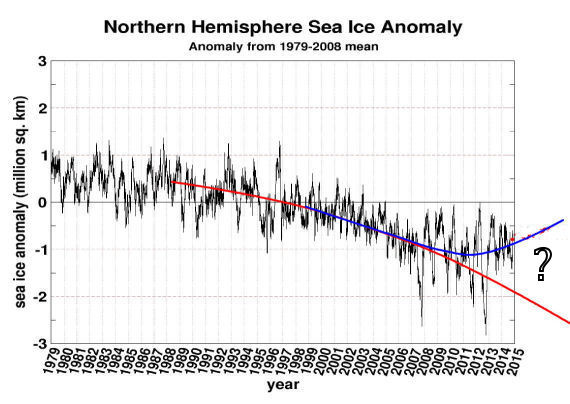 Northern Hemisphere Sea Ice Anomaly
Anomaly from 1979-2008 mean
sea ice anomaly (million sq. km)
3
2
1
0
-1
-2
-3
?
1979 1980 1981 1982 1983 1984 1985 1986 1987 1988 1989 1990 1991 1992 1993 1994 1995 1996 1997 1998 1999 2000 2001 2002 2003 2004 2005 2006 2007 2008 2009 2010 2011 2012 2013 2014 2015
year